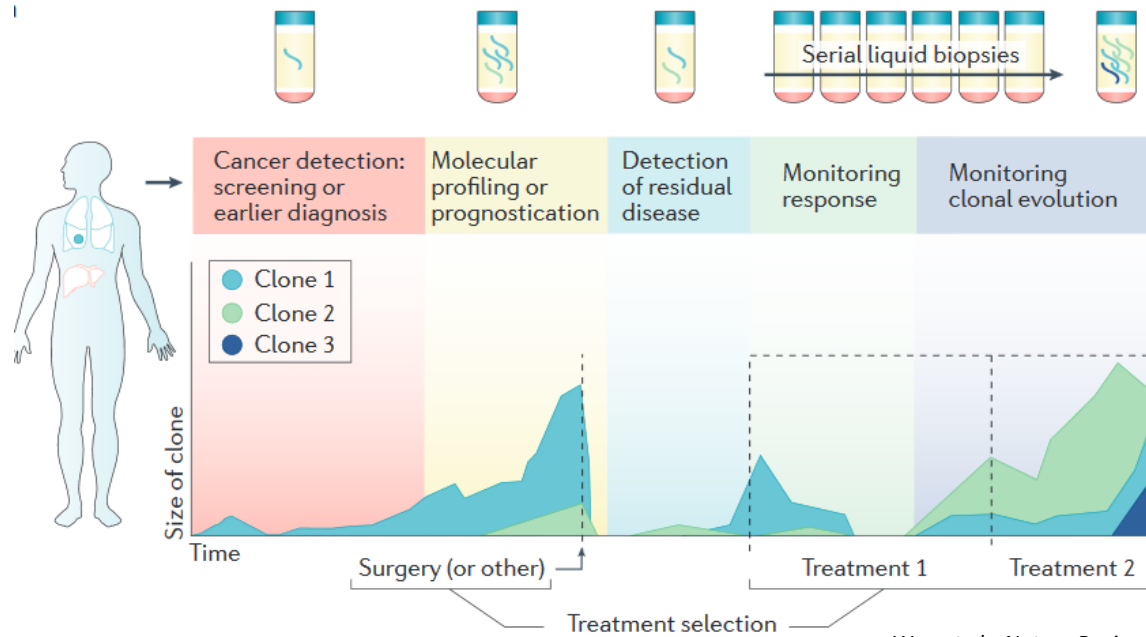 Serial liquid biopsies
Cancer detection:
screening or
earlier diagnosis
Molecular
profiling or
prognostication
Detection
of residual
disease
Monitoring
response
Monitoring
clonal evolution
Clone 1
Clone 2
Clone 3
Size of clone
Time
Surgery (or other)
Treatment 1
Treatment 2
Treatment selection